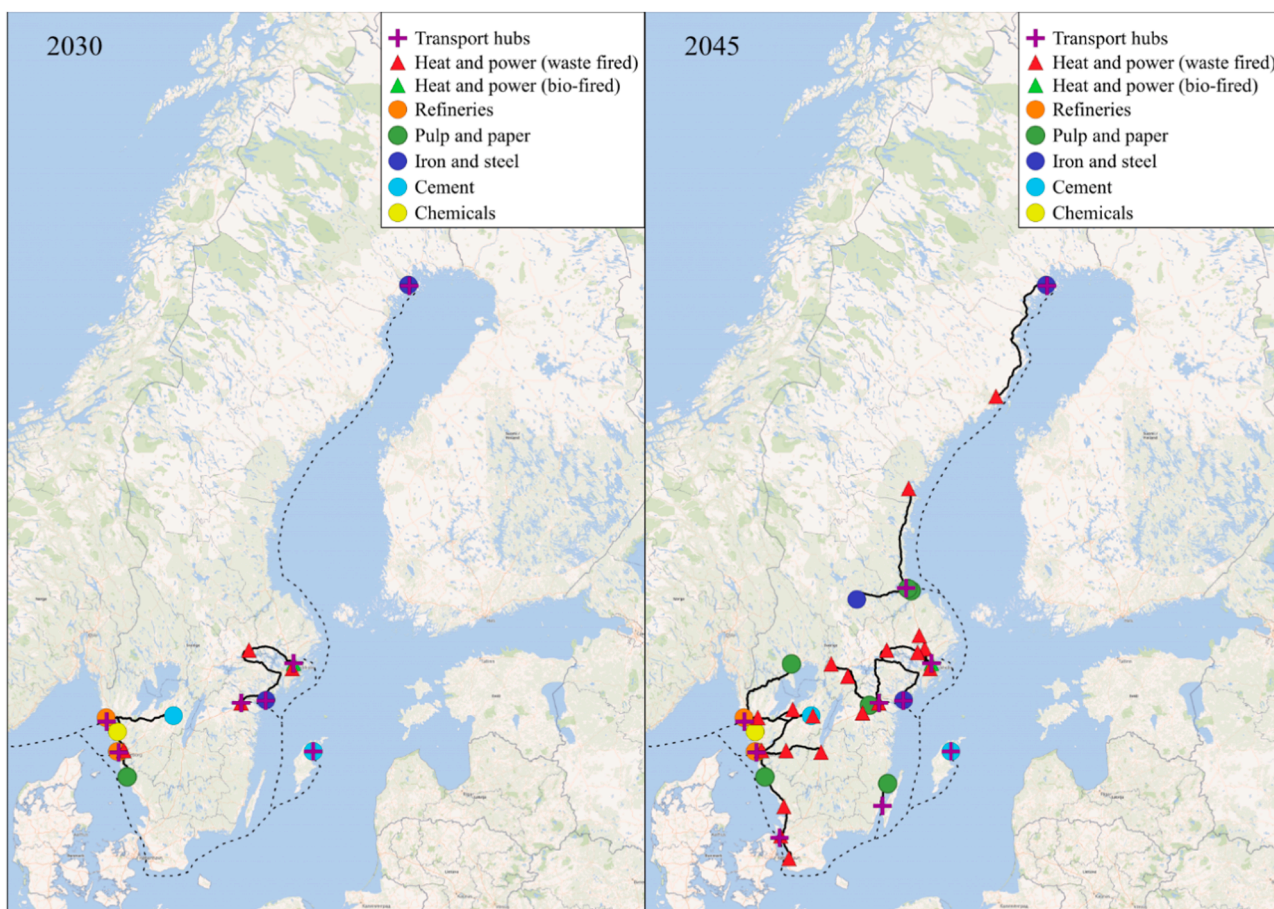 2030
Transport hubs
Heat and power (waste fired)
Heat and power (bio-fired)
Refineries
Pulp and paper
Iron and steel
Cement
Chemicals
2045
Transport hubs
Heat and power (waste fired)
Heat and power (bio-fired)
Refineries
Pulp and paper
Iron and steel
Cement
Chemicals